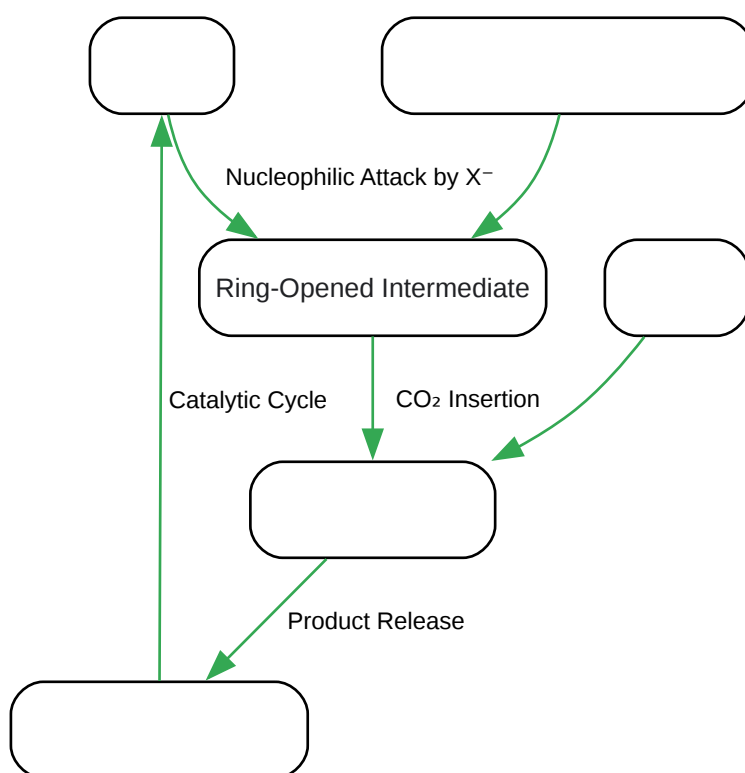 Nucleophilic Attack by X⁻
Ring-Opened Intermediate
Catalytic Cycle
CO₂ Insertion
Product Release